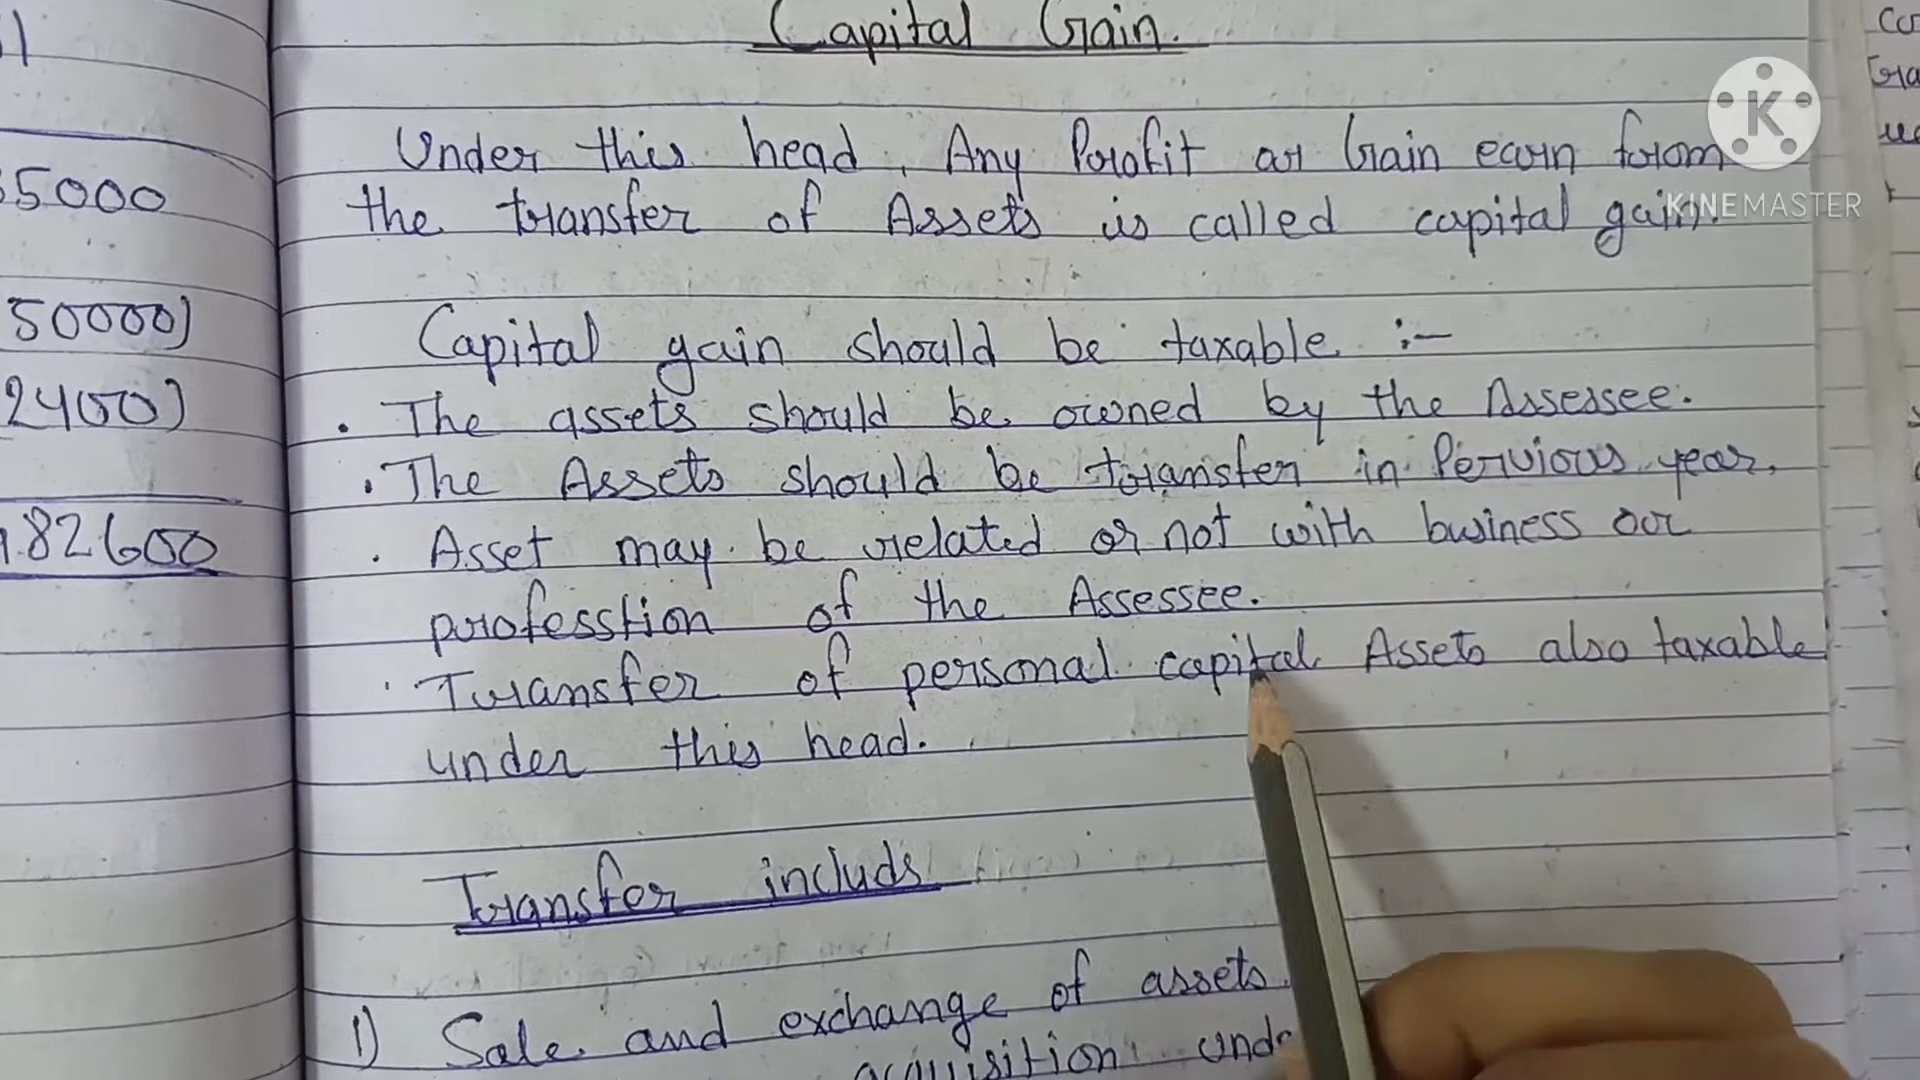 Capital Gain.
Under this head, Any Profit or Gain earn from
the transfer of Assets is called capital gain.
Capital gain should be taxable :-
. The assets should be owned by the Assessee.
. The Assets should be transfer in Pervious year.
. Asset may be related or not with business our
professtion of the Assessee.
. Transfer of personal capital Assets also taxable
under this head.
Transfer includs
1) Sale and exchange of assets.
acquisition
5000
50000)
2400)
82600
K
KINEMASTER